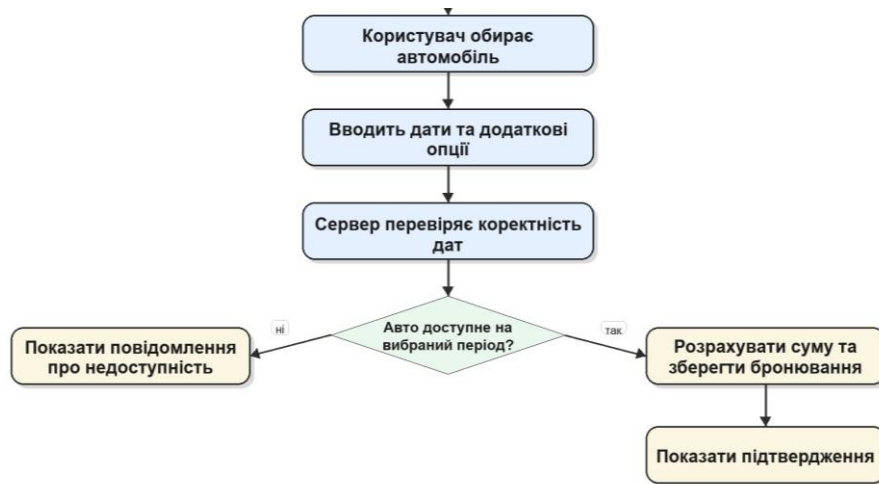 Користувач обирає
автомобіль
Вводить дати та додаткові
опції
Сервер перевіряє коректність
дат
Авто доступне на
вибраний період?
ні
так
Показати повідомлення
про недоступність
Розрахувати суму та
зберегти бронювання
Показати підтвердження